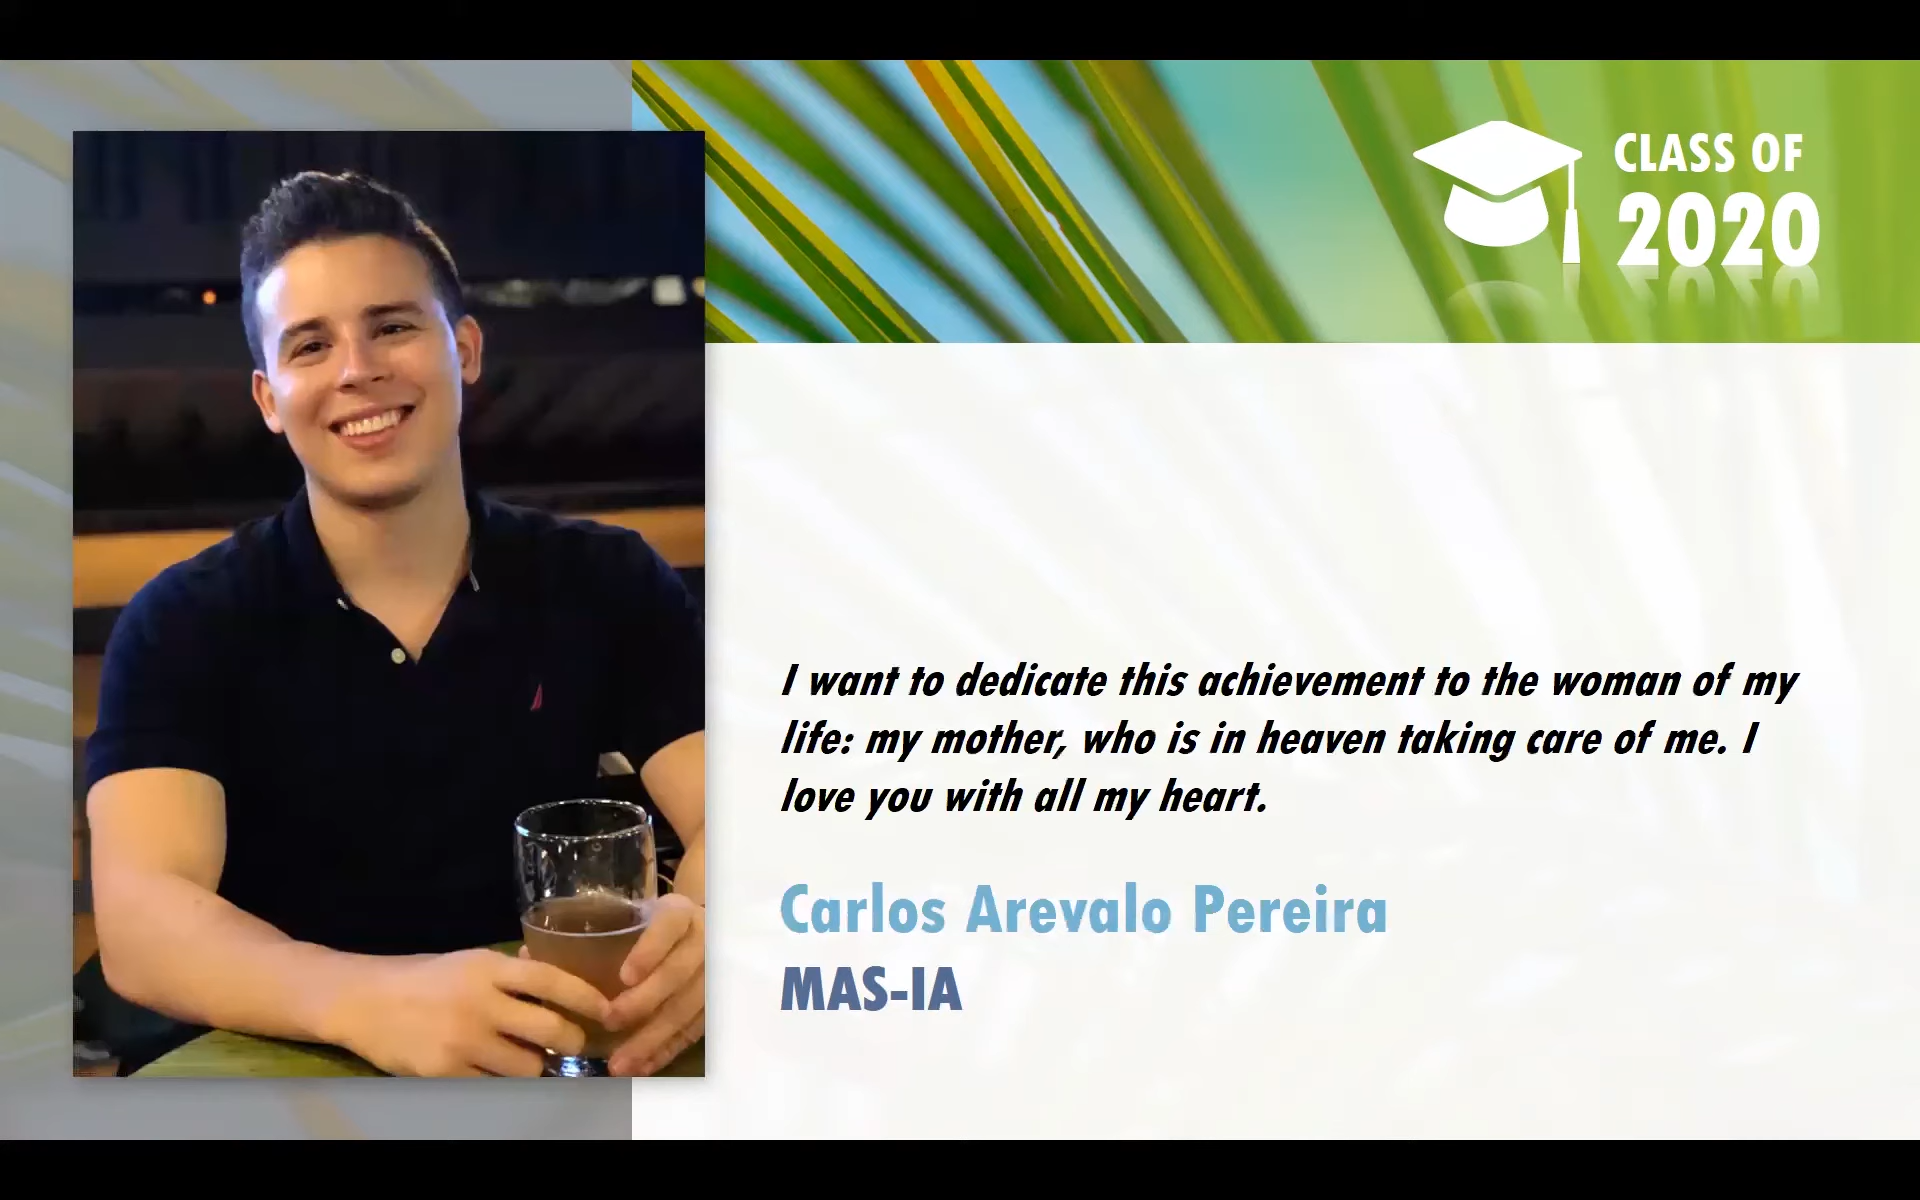 CLASS OF
2020
I want to dedicate this achievement to the woman of my
life: my mother, who is in heaven taking care of me. I
love you with all my heart.
Carlos Arevalo Pereira
MAS-IA